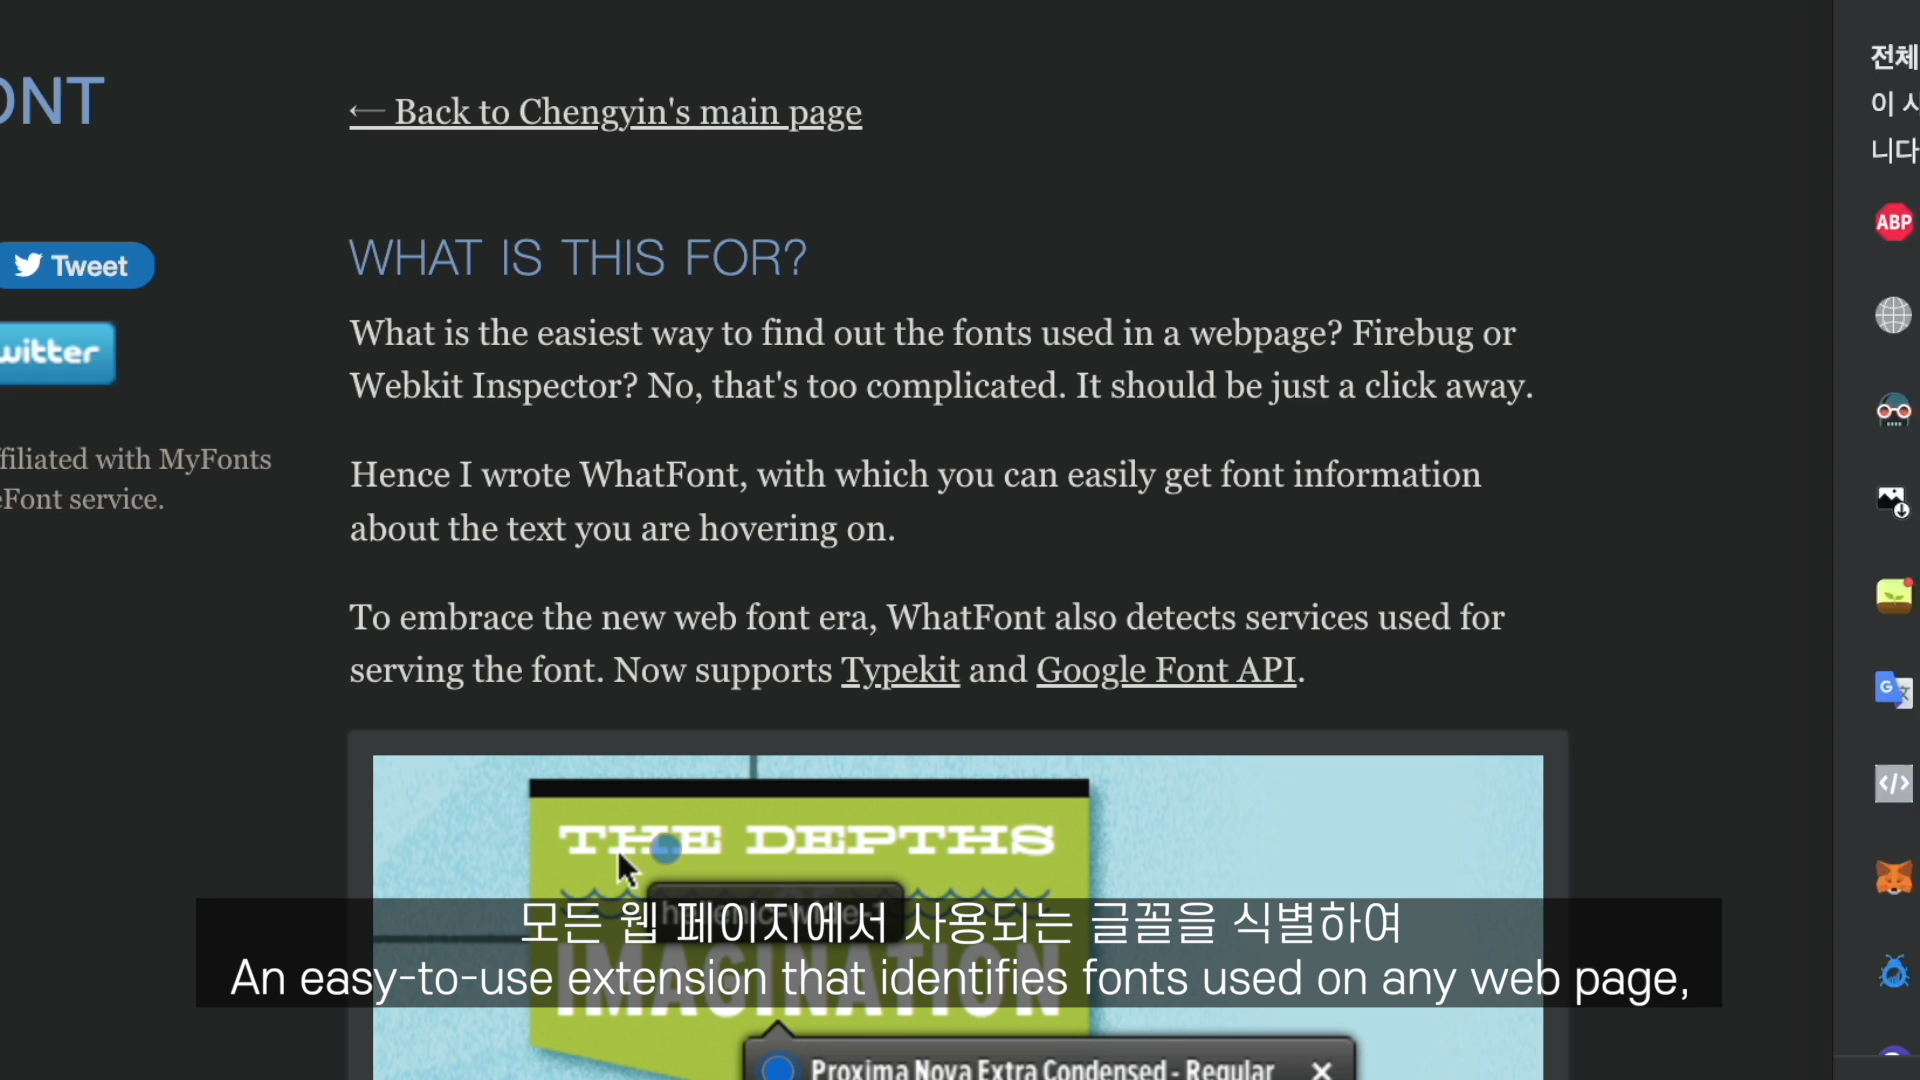 ONT
← Back to Chengyin's main page
Tweet
witter
filiated with MyFonts
eFont service.
WHAT IS THIS FOR?
What is the easiest way to find out the fonts used in a webpage? Firebug or
Webkit Inspector? No, that's too complicated. It should be just a click away.
Hence I wrote WhatFont, with which you can easily get font information
about the text you are hovering on.
To embrace the new web font era, WhatFont also detects services used for
serving the font. Now supports Typekit and Google Font API.
THE DEPTHS
IMAGINATION
Proxima Nova Extra Condensed - Regular
모든 웹 페이지에서 사용되는 글꼴을 식별하여
An easy-to-use extension that identifies fonts used on any web page,
전체
이 사
니다
ABP
G
</>